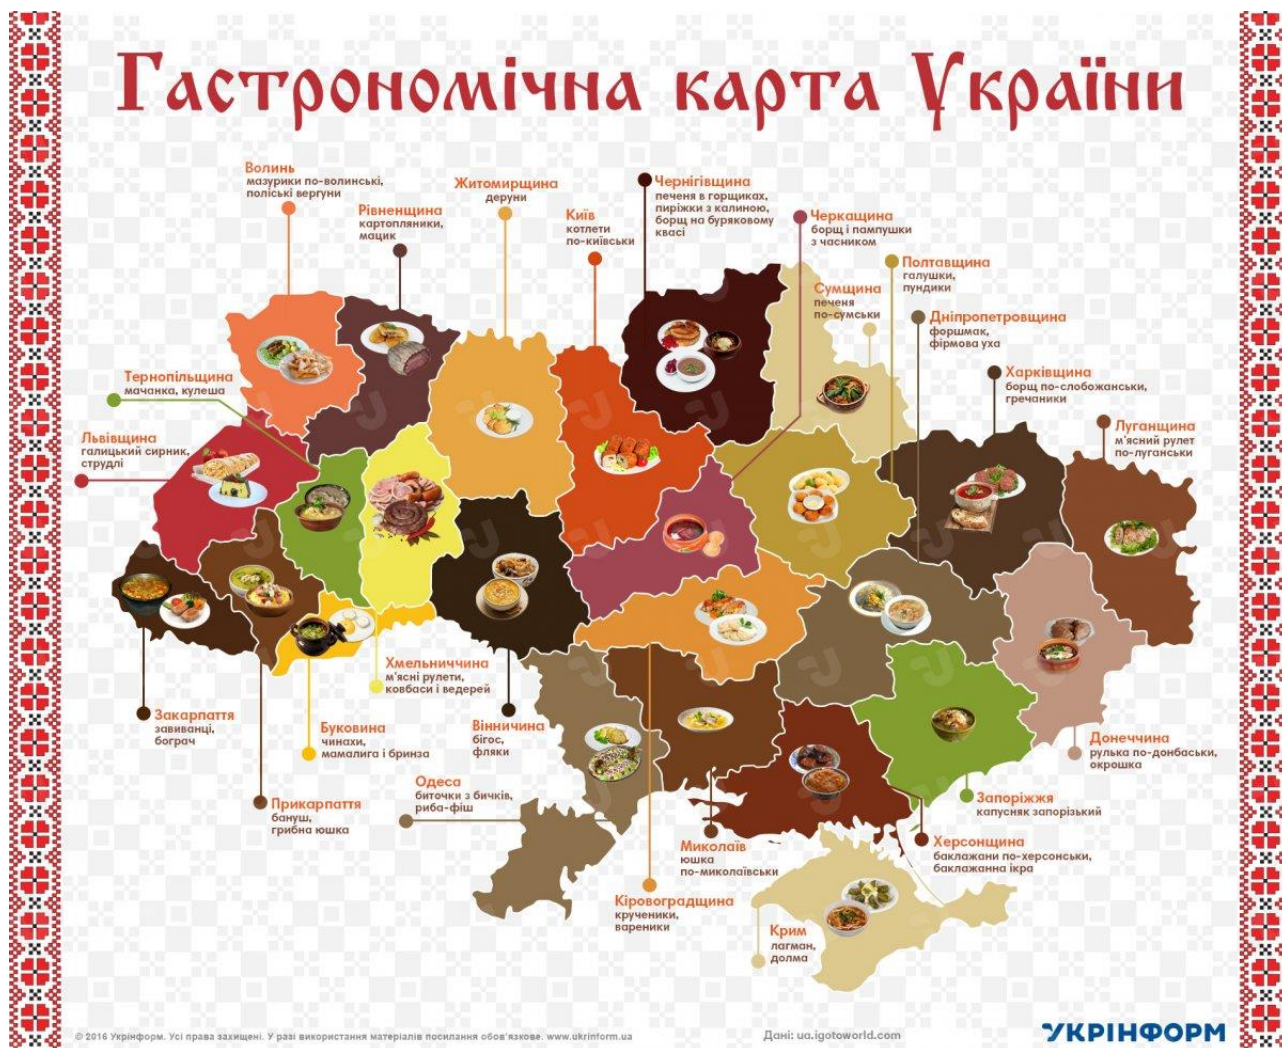 Гастрономічна карта України
Волинь
мазурики по-волинські,
поліські вергуни
Рівненщина
картопляники,
мацик
Житомирщина
деруни
Київ
котлети
по-київськи
Чернігівщина
печеня в горщиках,
пиріжки з калиною,
борщ на буряковому
квасі
Черкащина
борщ і пампушки
з часником
Полтавщина
галушки,
пундики
Сумщина
печеня
по-сумськи
Дніпропетровщина
форшмак,
фірмова уха
Харківщина
борщ по-слобожанськи,
гречаники
Луганщина
м'ясний рулет
по-луганськи
Тернопільщина
мачанка, кулеша
Львівщина
галицький сирник,
струдлі
Закарпаття
завиванці,
бограч
Прикарпаття
бануш,
грибна юшка
Буковина
чинахи,
мамалига і бринза
Хмельниччина
м'ясні рулети,
ковбаси і ведерей
Вінничина
бігос,
фляки
Одеса
биточки з бичків,
риба-фіш
Миколаїв
юшка
по-миколаївськи
Кіровоградщина
крученики,
вареники
Крим
лагман,
долма
Херсонщина
баклажани по-херсонськи,
баклажанна ікра
Запоріжжя
капусняк запорізький
Донеччина
рулька по-донбаськи,
окрошка
© 2016 Укрінформ. Усі права захищені. У разі використання матеріалів посилання обов'язкове. www.ukrinform.ua
Дані: ua.igotoworld.com
УКРІНФОРМ